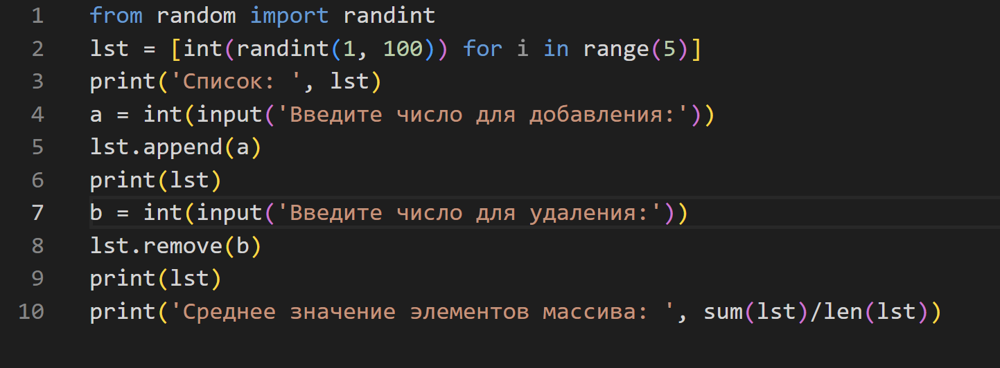 1 from random import randint
2 lst = [int(randint(1, 100)) for i in range(5)]
3 print('Список: ', lst)
4 a = int(input('Введите число для добавления:'))
5 lst.append(a)
6 print(lst)
7 b = int(input('Введите число для удаления:'))
8 lst.remove(b)
9 print(lst)
10 print('Среднее значение элементов массива: ', sum(lst)/len(lst))